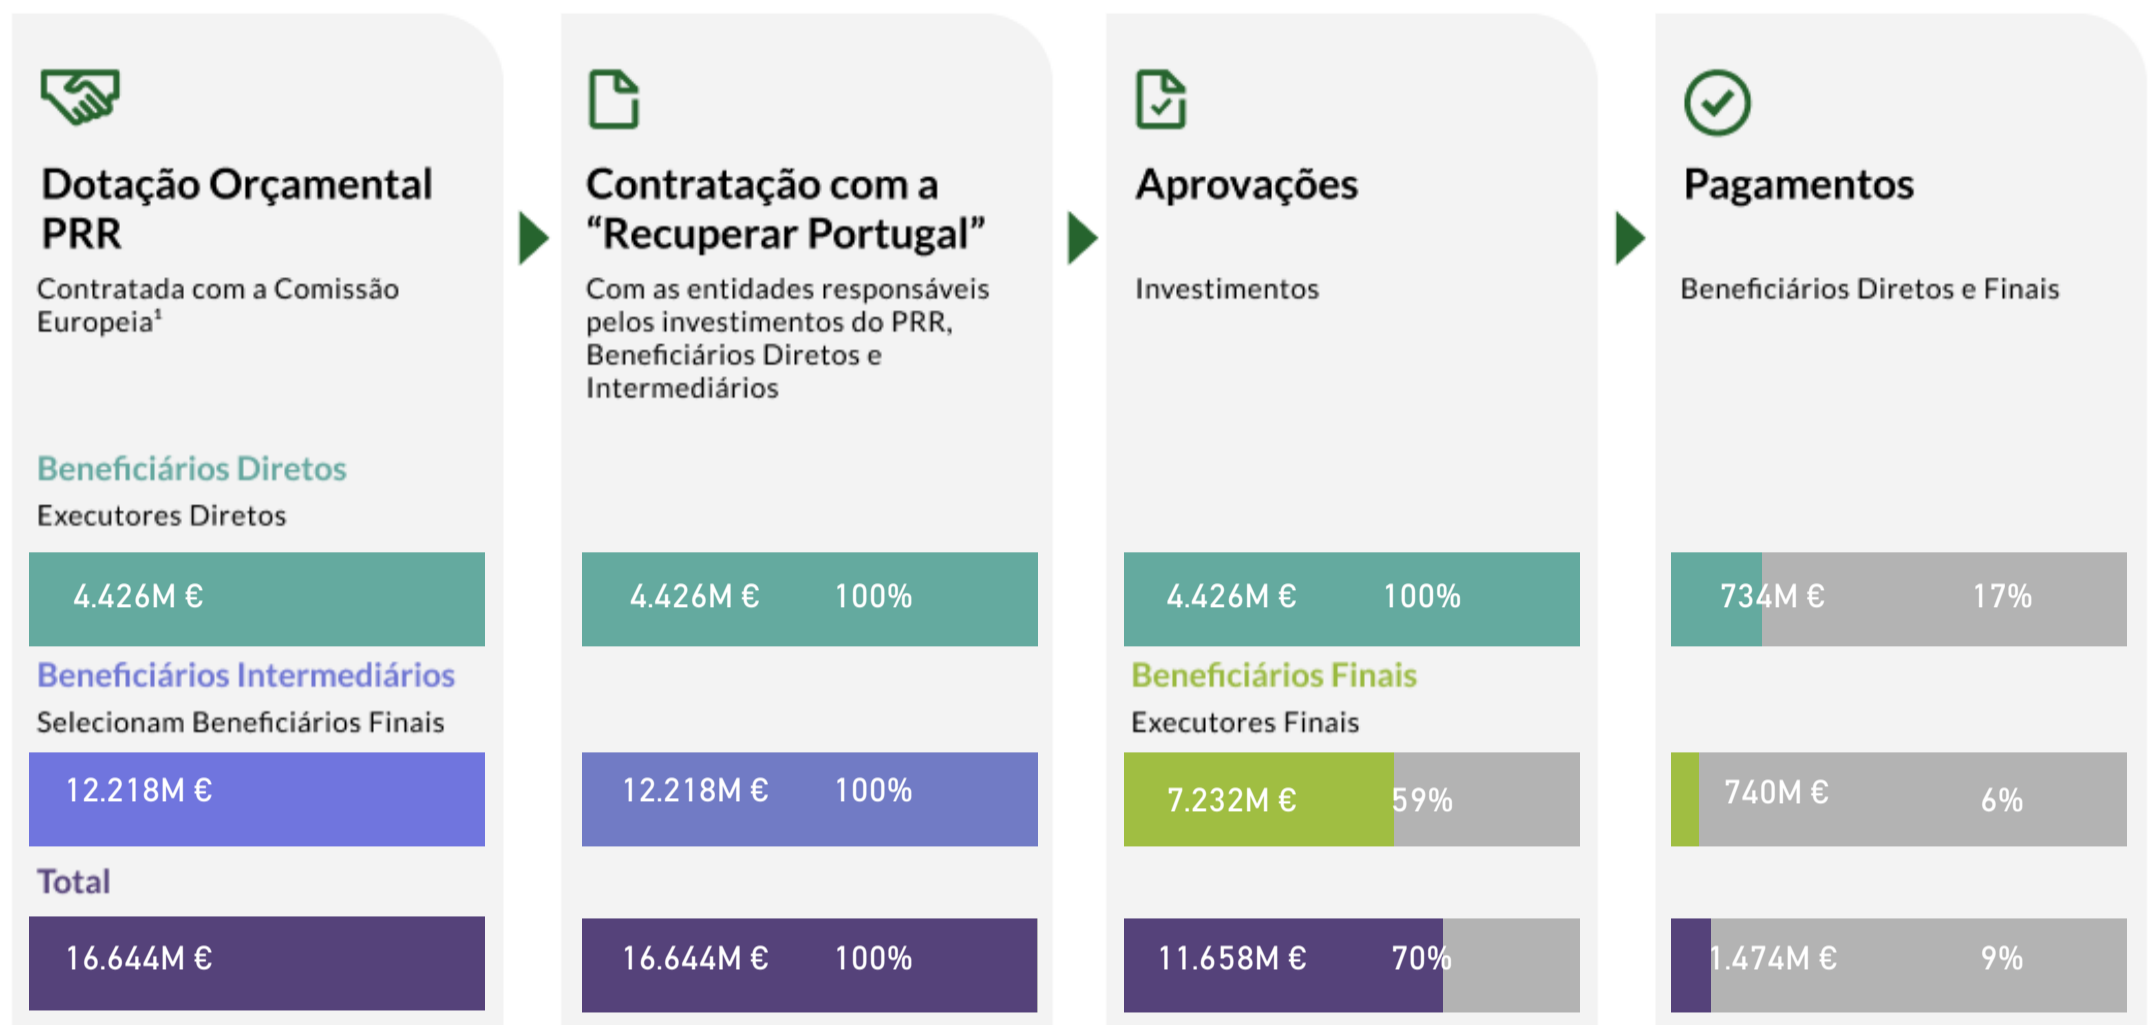 Dotação Orçamental
PRR
Contratada com a Comissão
Europeia¹
Contratação com a
“Recuperar Portugal”
Com as entidades responsáveis
pelos investimentos do PRR,
Beneficiários Diretos e
Intermediários
Aprovações
Investimentos
Pagamentos
Beneficiários Diretos e Finais
Beneficiários Diretos
Executores Diretos
4.426M €
4.426M € 100%
4.426M € 100%
734M € 17%
Beneficiários Intermediários
Selecionam Beneficiários Finais
Beneficiários Finais
Executores Finais
12.218M €
12.218M € 100%
7.232M € 59%
740M € 6%
Total
16.644M €
16.644M € 100%
11.658M € 70%
1.474M € 9%